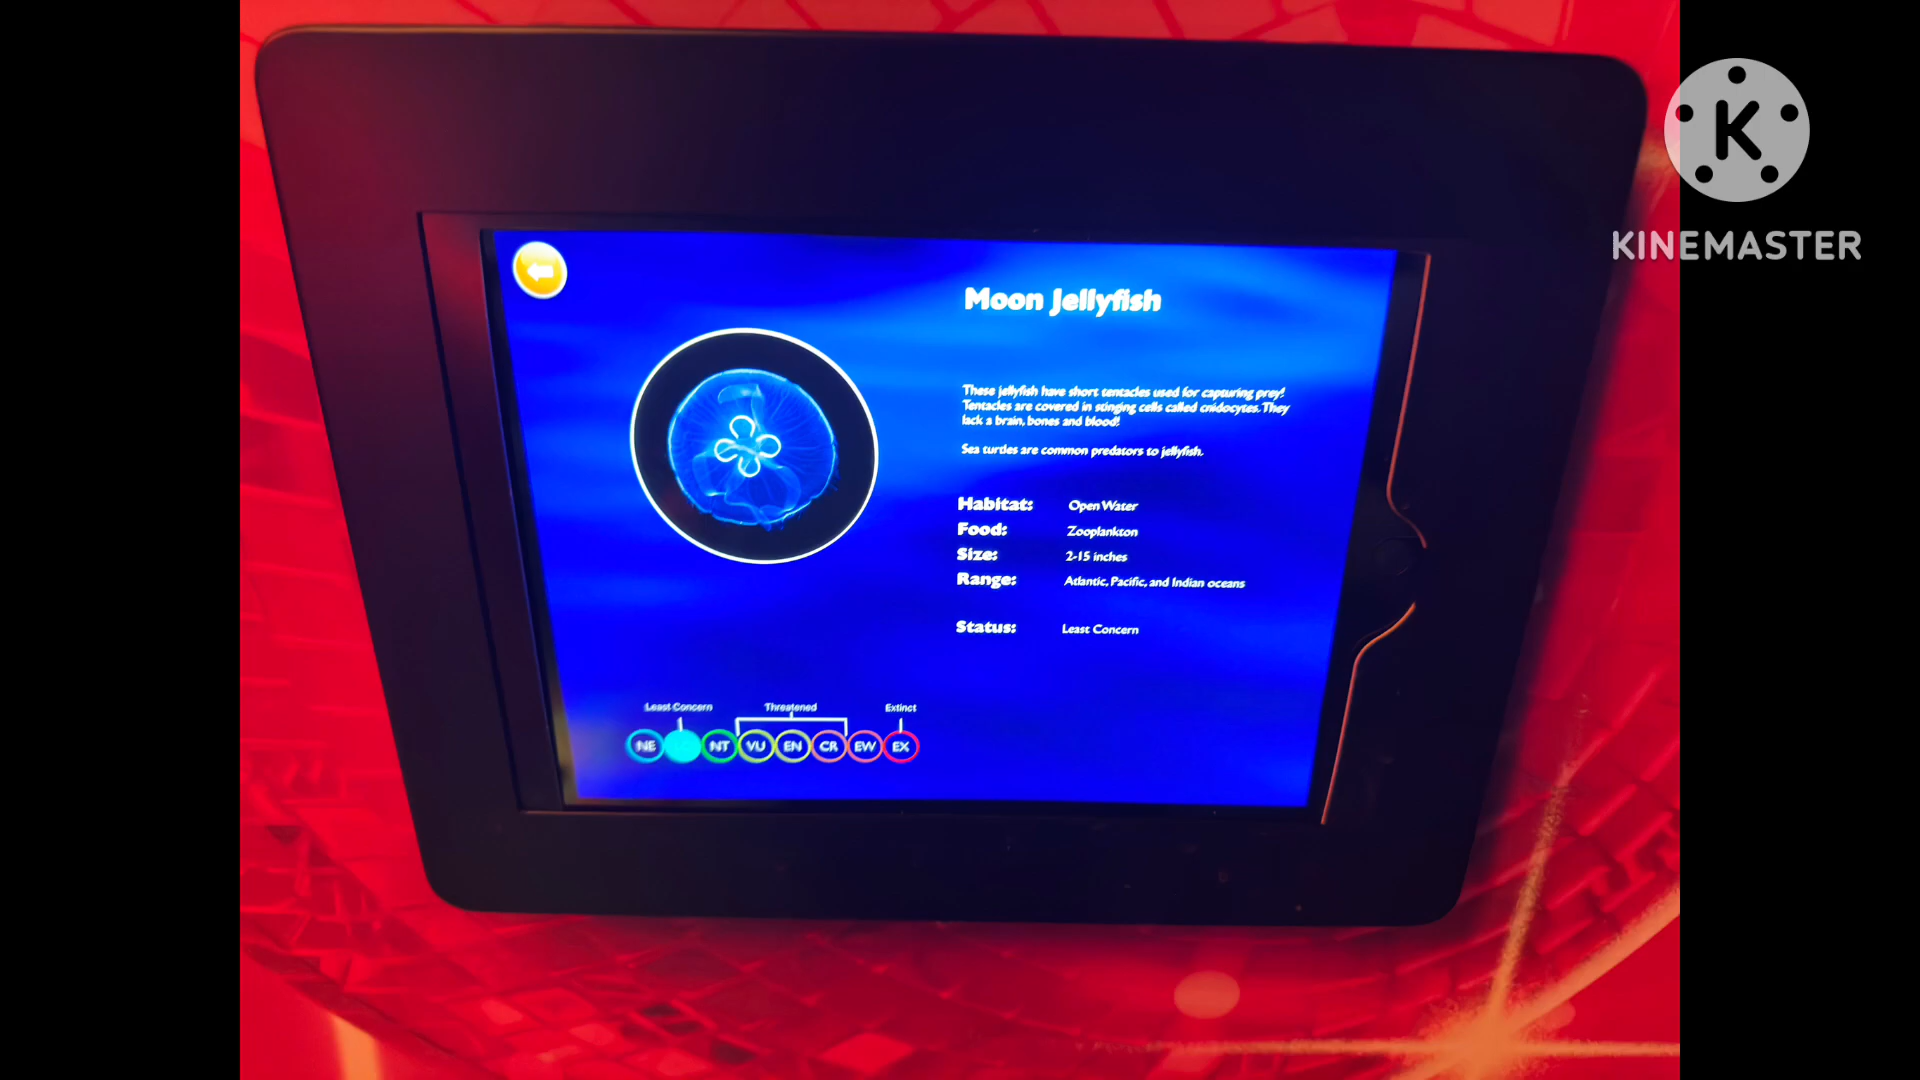 K
KINEMASTER
Moon Jellyfish
These jellyfish have short tentacles used for capturing prey!
Tentacles are covered in stinging cells called cnidocytes. They
lack a brain, bones and blood!
Sea turtles are common predators to jellyfish.
Habitat: Open Water
Food: Zooplankton
Size: 2-15 inches
Range: Atlantic, Pacific, and Indian oceans
Status: Least Concern
Least Concern Threatened Extinct
NE NT VU EN CR EW EX